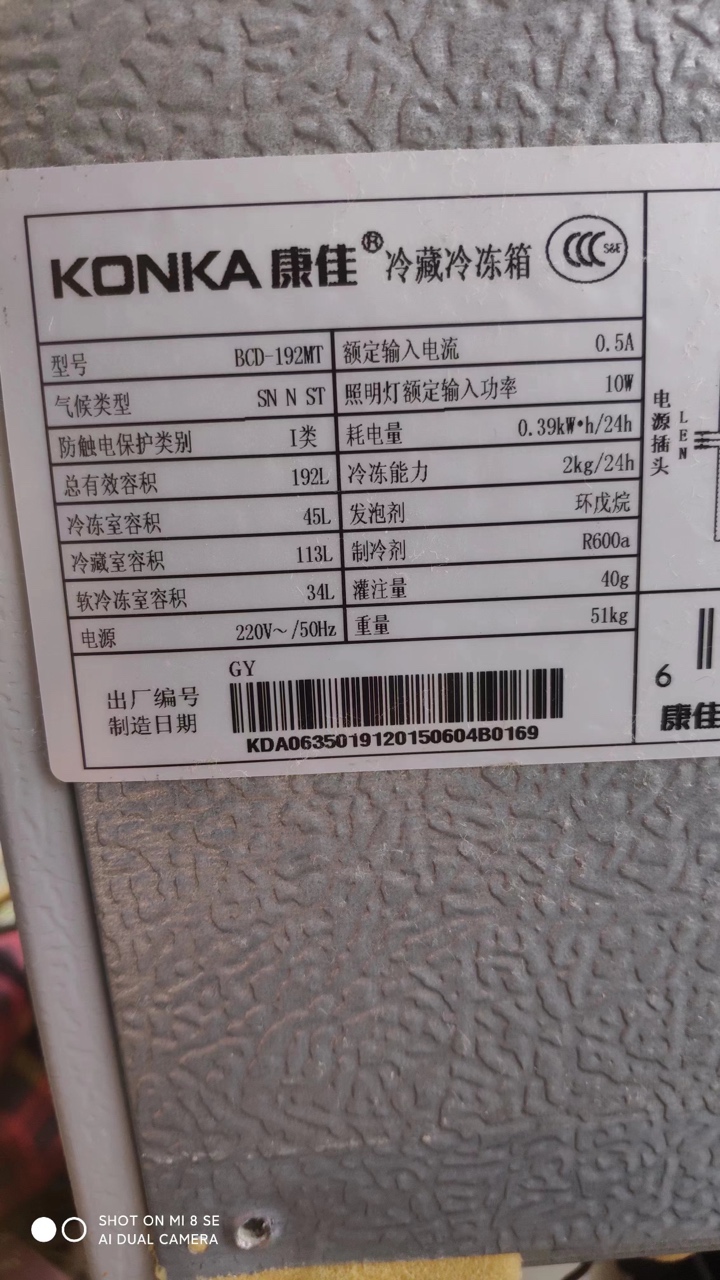 KONKA 康佳® 冷藏冷冻箱 CCC S&E
型号 BCD-192MT 额定输入电流 0.5A
气候类型 SN N ST 照明灯额定输入功率 10W
防触电保护类别 I类 耗电量 0.39kW•h/24h
总有效容积 192L 冷冻能力 2kg/24h
冷冻室容积 45L 发泡剂 环戊烷
冷藏室容积 113L 制冷剂 R600a
软冷冻室容积 34L 灌注量 40g
电源 220V~/50Hz 重量 51kg
GY
出厂编号
制造日期
KDA0635019120150604B0169
电源插头
LEN
6
康佳
SHOT ON MI 8 SE
AI DUAL CAMERA